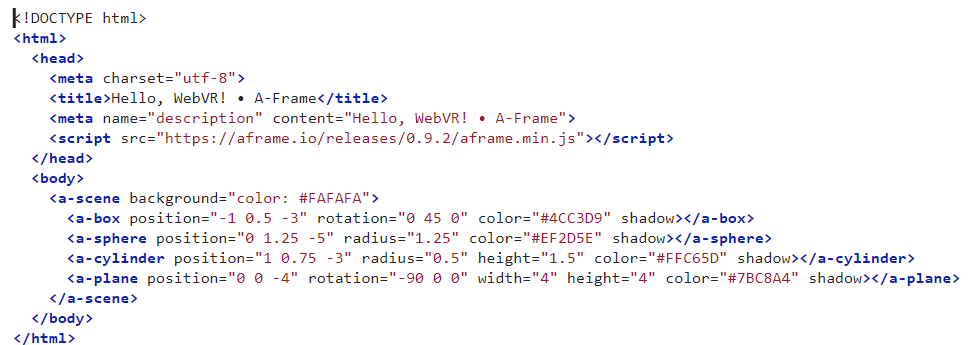 <!DOCTYPE html>
<html>
  <head>
    <meta charset="utf-8">
    <title>Hello, WebVR! • A-Frame</title>
    <meta name="description" content="Hello, WebVR! • A-Frame">
    <script src="https://aframe.io/releases/0.9.2/aframe.min.js"></script>
  </head>
  <body>
    <a-scene background="color: #FAFAFA">
      <a-box position="-1 0.5 -3" rotation="0 45 0" color="#4CC3D9" shadow></a-box>
      <a-sphere position="0 1.25 -5" radius="1.25" color="#EF2D5E" shadow></a-sphere>
      <a-cylinder position="1 0.75 -3" radius="0.5" height="1.5" color="#FFC65D" shadow></a-cylinder>
      <a-plane position="0 0 -4" rotation="-90 0 0" width="4" height="4" color="#7BC8A4" shadow></a-plane>
    </a-scene>
  </body>
</html>